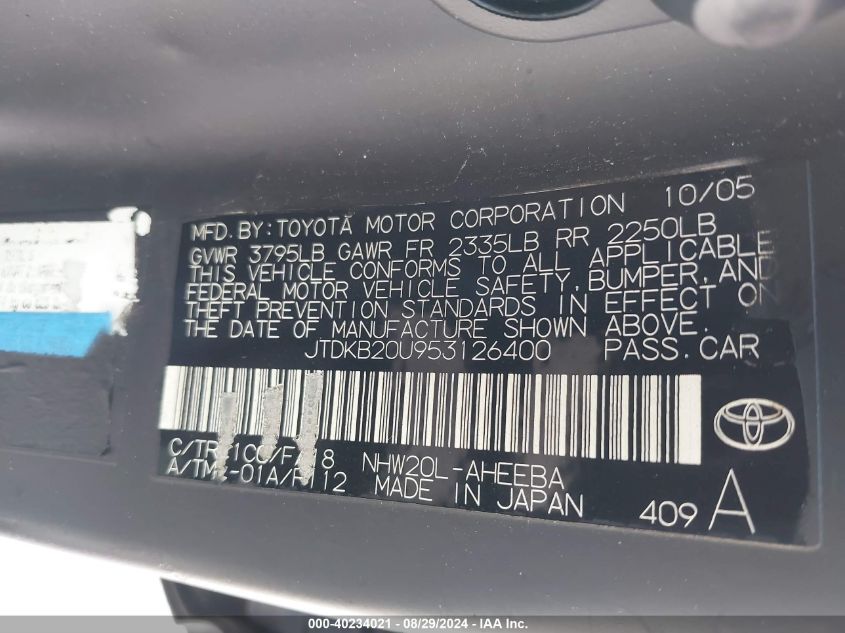 MFD. BY: TOYOTA MOTOR CORPORATION 10/05
GVWR 3795LB GAWR FR 2335LB RR 2250LB
THIS VEHICLE CONFORMS TO ALL APPLICABLE
FEDERAL MOTOR VEHICLE SAFETY, BUMPER, AND
THEFT PREVENTION STANDARDS IN EFFECT ON
THE DATE OF MANUFACTURE SHOWN ABOVE.
JTDKB20U953126400 PASS. CAR
NHW20L-AHEEBA
MADE IN JAPAN
409 A
000-40234021 - 08/29/2024 - IAA Inc.